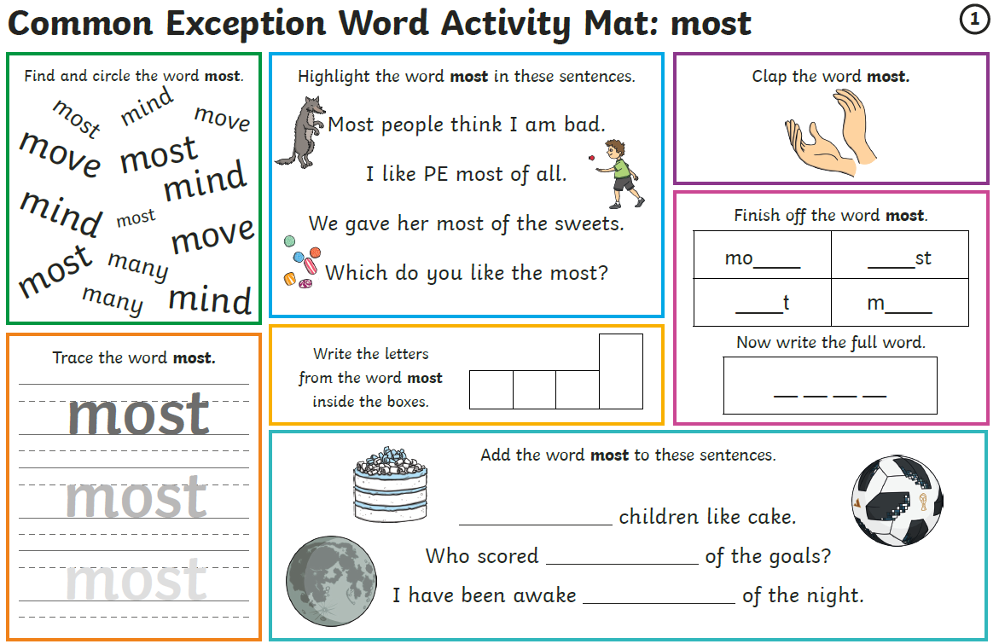 Common Exception Word Activity Mat: most
1
Find and circle the word most.
most
mind
move
move
most
mind
mind
most
move
most
many
many
mind
Highlight the word most in these sentences.
Most people think I am bad.
I like PE most of all.
We gave her most of the sweets.
Which do you like the most?
Clap the word most.
Finish off the word most.
mo_____ _____st
_____t m_____
Now write the full word.
__ __ __ __
Trace the word most.
most
most
most
Write the letters
from the word most
inside the boxes.
Add the word most to these sentences.
________________ children like cake.
Who scored ________________ of the goals?
I have been awake ________________ of the night.